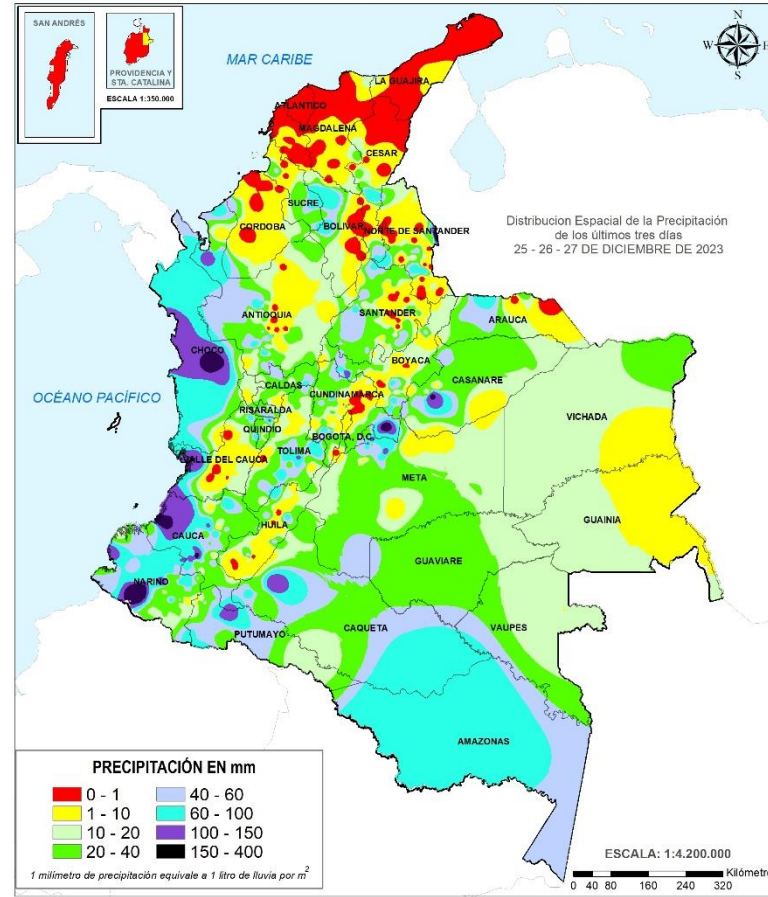 SAN ANDRÉS
PROVIDENCIA Y
STA. CATALINA
ESCALA 1:350.000
MAR CARIBE
N
W E
S
LA GUAJIRA
ATLANTICO
MAGDALENA
CESAR
Distribucion Espacial de la Precipitación
de los últimos tres días
25 - 26 - 27 DE DICIEMBRE DE 2023
SUCRE
CORDOBA
BOLIVAR
NORTE DE SANTANDER
ANTIOQUIA
SANTANDER
ARAUCA
CHOCO
BOYACA
CASANARE
OCÉANO PACÍFICO
CALDAS
CUNDINAMARCA
RISARALDA
VICHADA
QUINDIO
BOGOTA, D.C.
TOLIMA
VALLE DEL CAUCA
META
GUAINIA
HUILA
CAUCA
GUAVIARE
NARIÑO
CAQUETA
VAUPES
PUTUMAYO
AMAZONAS
PRECIPITACIÓN EN mm
0 - 1 40 - 60
1 - 10 60 - 100
10 - 20 100 - 150
20 - 40 150 - 400
1 milímetro de precipitación equivale a 1 litro de lluvia por m²
ESCALA: 1:4.200.000
0 40 80 160 240 320 Kilómetr